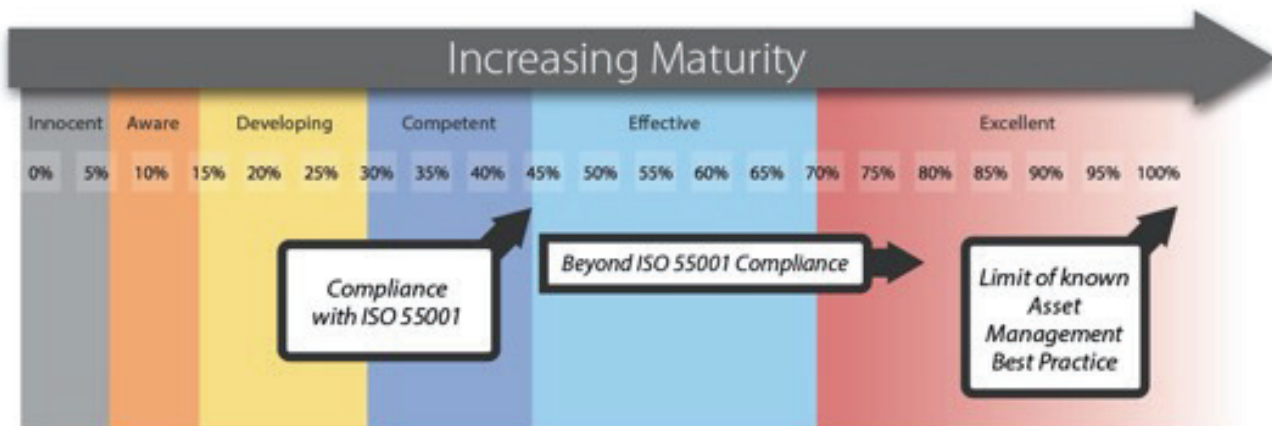 Increasing Maturity
Innocent Aware Developing Competent Effective Excellent
0% 5% 10% 15% 20% 25% 30% 35% 40% 45% 50% 55% 60% 65% 70% 75% 80% 85% 90% 95% 100%
Compliance
with ISO 55001
Beyond ISO 55001 Compliance
Limit of known
Asset
Management
Best Practice